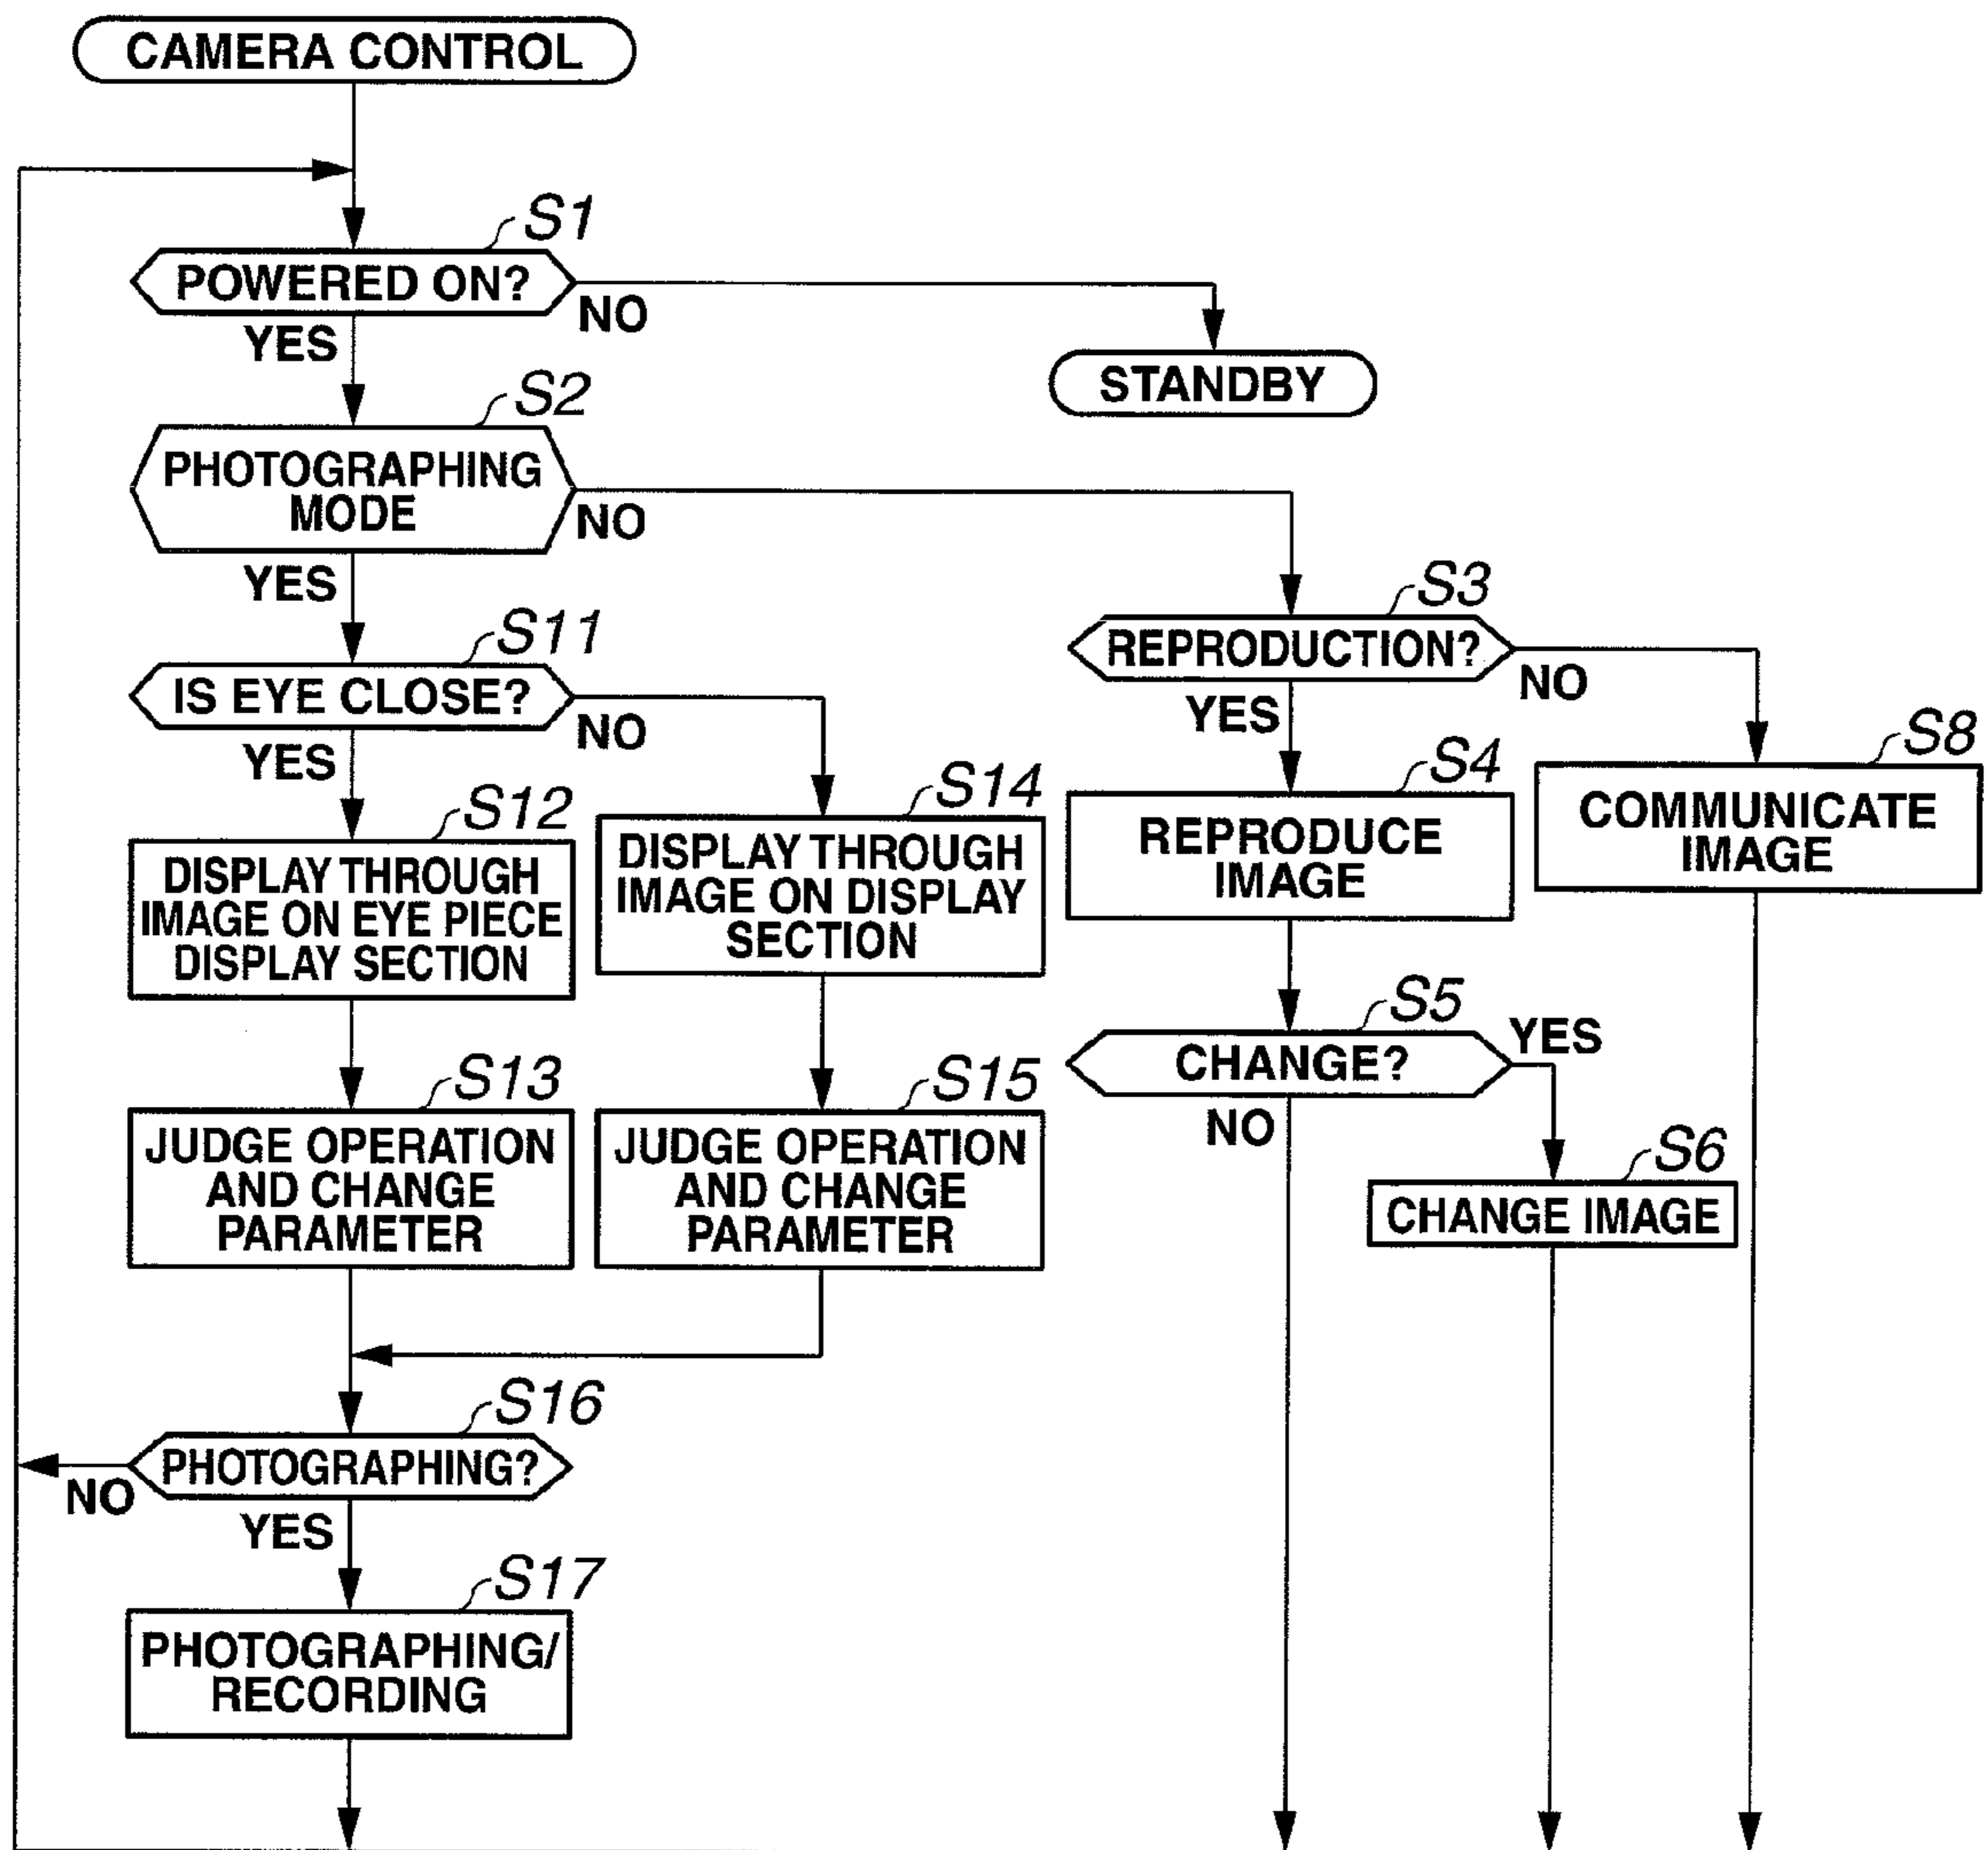 CAMERA CONTROL
S1
POWERED ON?
NO
YES
STANDBY
S2
PHOTOGRAPHING
MODE
NO
YES
S3
REPRODUCTION?
NO
YES
S11
IS EYE CLOSE?
NO
YES
S8
COMMUNICATE
IMAGE
S4
REPRODUCE
IMAGE
S12
DISPLAY THROUGH
IMAGE ON EYE PIECE
DISPLAY SECTION
S14
DISPLAY THROUGH
IMAGE ON DISPLAY
SECTION
S5
CHANGE?
YES
NO
S13
JUDGE OPERATION
AND CHANGE
PARAMETER
S15
JUDGE OPERATION
AND CHANGE
PARAMETER
S6
CHANGE IMAGE
S16
PHOTOGRAPHING?
NO
YES
S17
PHOTOGRAPHING/
RECORDING